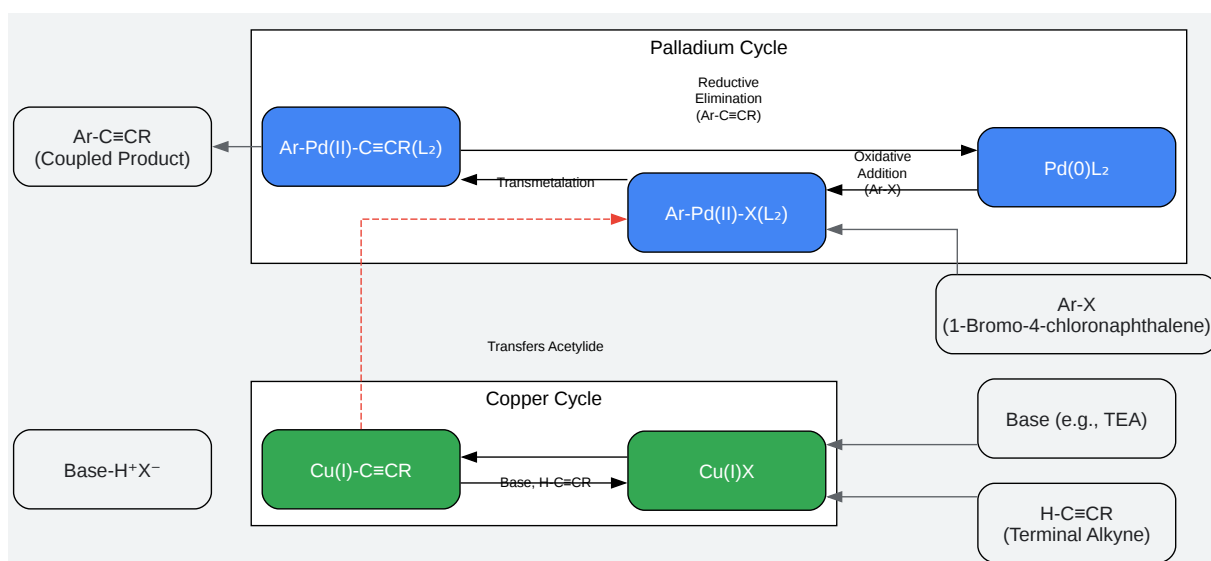 Palladium Cycle
Reductive
Elimination
(Ar-C≡CR)
Ar-C≡CR
(Coupled Product)
Ar-Pd(II)-C≡CR(L₂)
Transmetalation
Ar-Pd(II)-X(L₂)
Oxidative
Addition
(Ar-X)
Pd(0)L₂
Ar-X
(1-Bromo-4-chloronaphthalene)
Transfers Acetylide
Copper Cycle
Base-H⁺X⁻
Cu(I)-C≡CR
Base, H-C≡CR
Cu(I)X
Base (e.g., TEA)
H-C≡CR
(Terminal Alkyne)